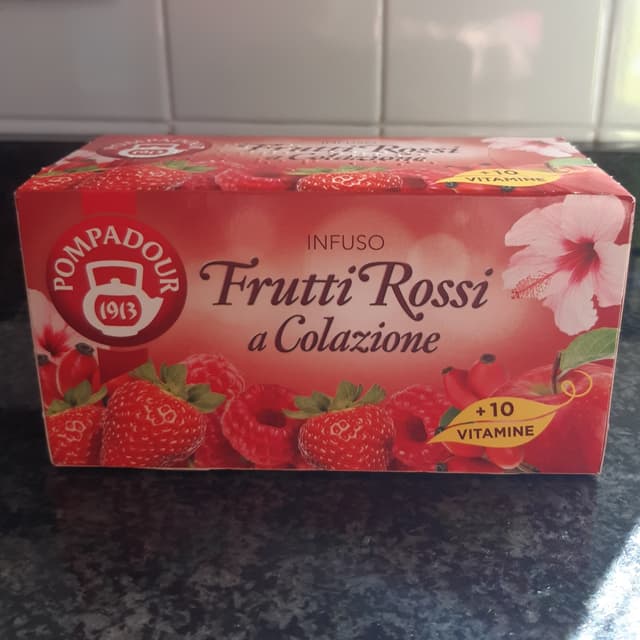 Frutti Rossi
a Colazione
+10
VITAMINE
INFUSO
Frutti Rossi
a Colazione
POMPADOUR
1913
+10
VITAMINE